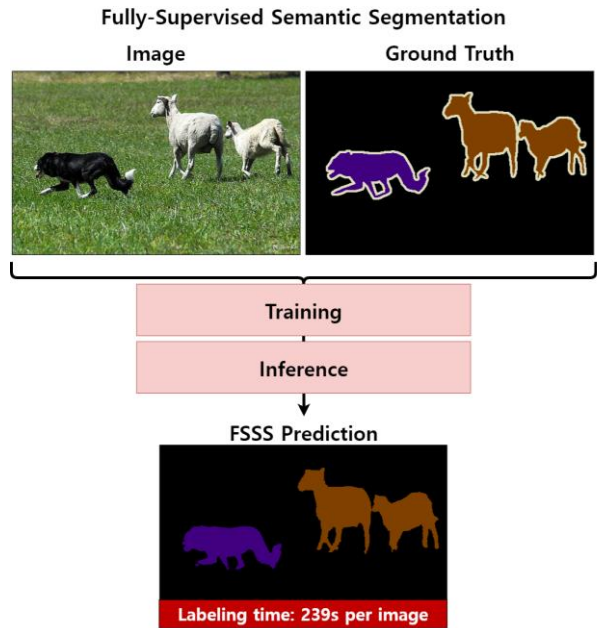 Fully-Supervised Semantic Segmentation
Image
Ground Truth
Training
Inference
FSSS Prediction
Labeling time: 239s per image